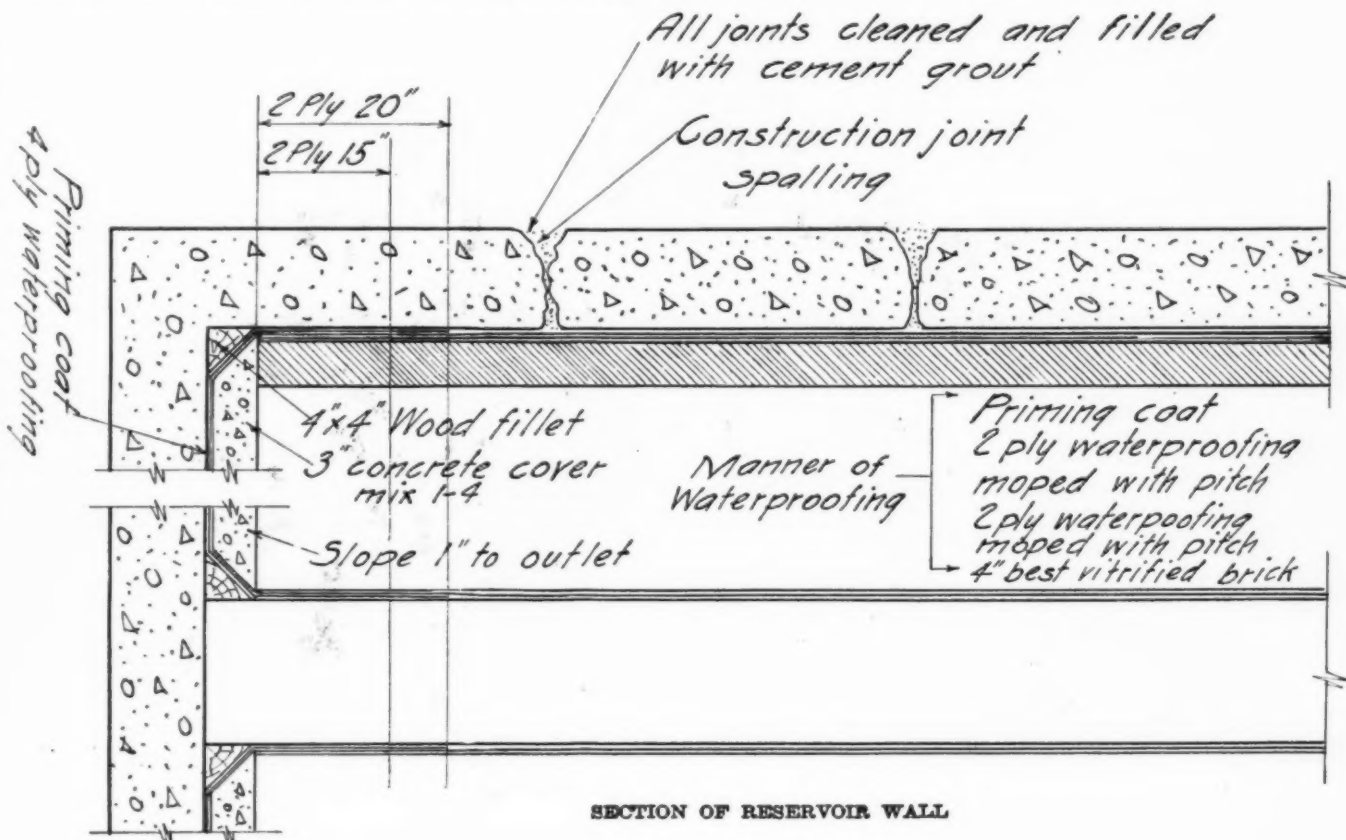 All joints cleaned and filled
with cement grout
2 Ply 20"
2 Ply 15"
Construction joint
spalling
Priming coat
4 ply waterproofing
4"x4" Wood fillet
3" concrete cover
mix 1-4
Slope 1" to outlet
Manner of
Waterproofing
Priming coat
2 ply waterproofing
moped with pitch
2 ply waterpoofing
moped with pitch
4" best vitrified brick
SECTION OF RESERVOIR WALL